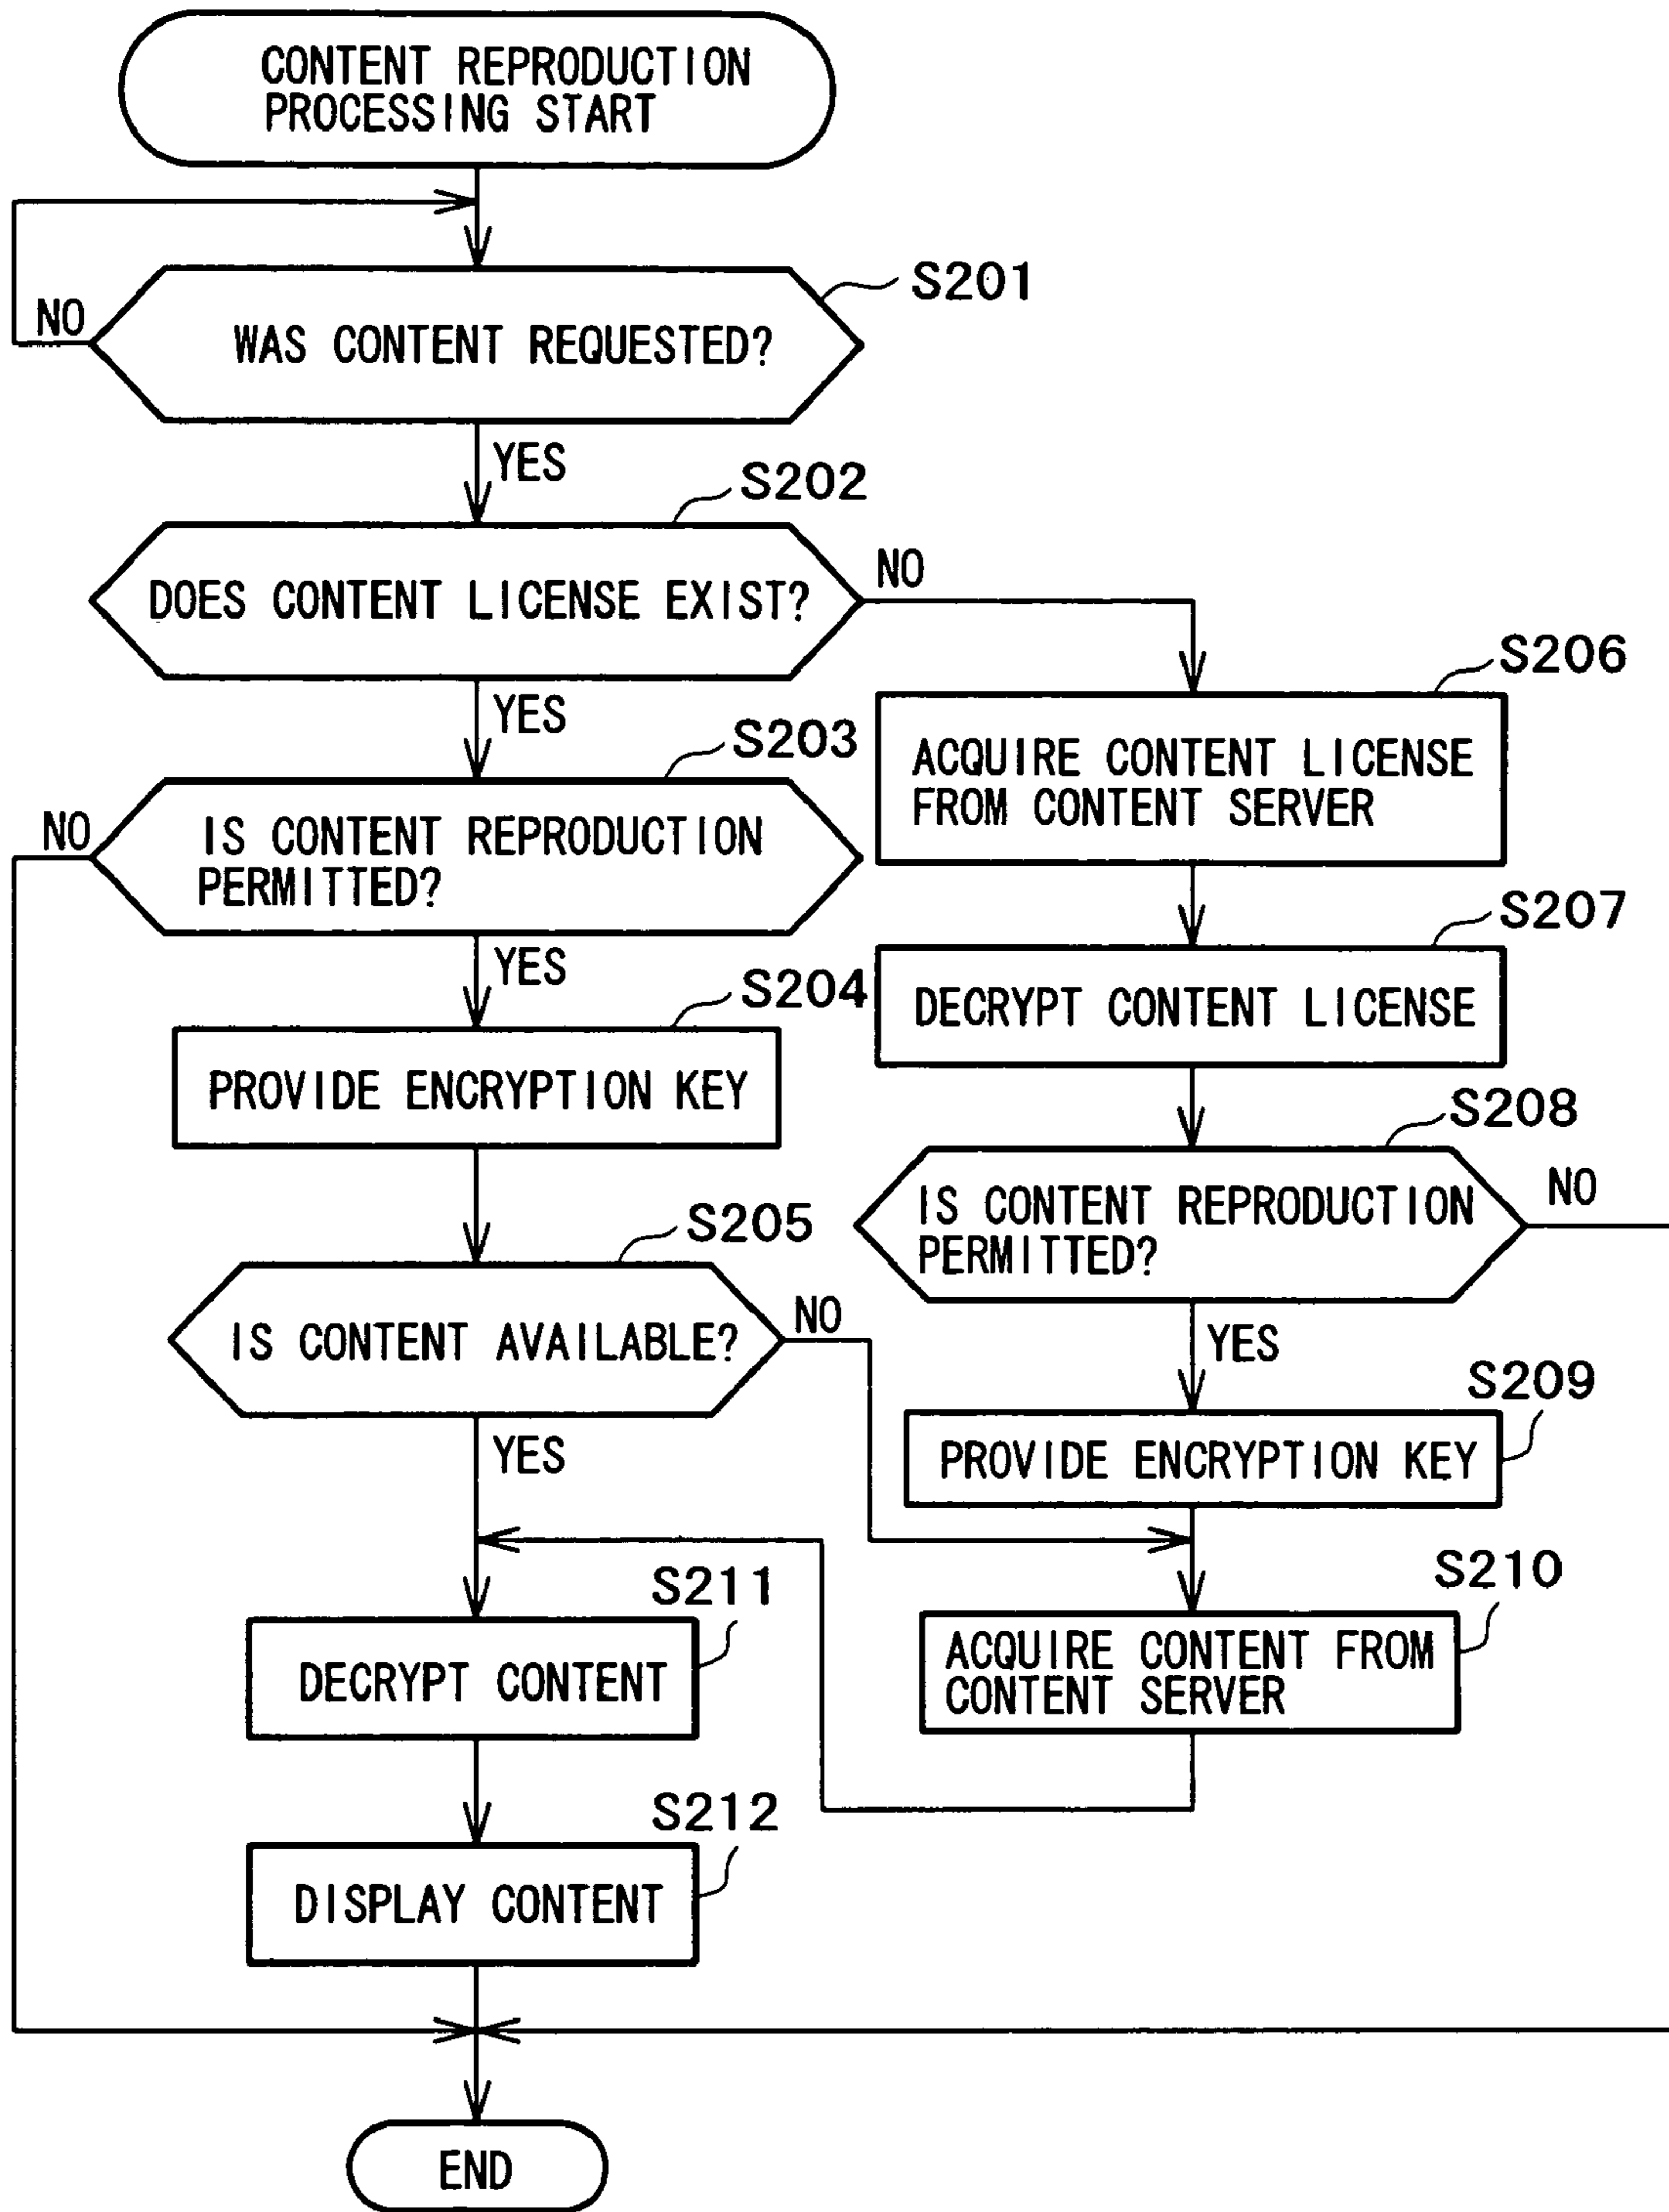 CONTENT REPRODUCTION
PROCESSING START
S201
NO
WAS CONTENT REQUESTED?
YES
S202
DOES CONTENT LICENSE EXIST?
NO
YES
S203
NO
IS CONTENT REPRODUCTION
PERMITTED?
YES
S204
PROVIDE ENCRYPTION KEY
S205
IS CONTENT AVAILABLE?
NO
YES
S206
ACQUIRE CONTENT LICENSE
FROM CONTENT SERVER
S207
DECRYPT CONTENT LICENSE
S208
IS CONTENT REPRODUCTION
PERMITTED?
NO
YES
S209
PROVIDE ENCRYPTION KEY
S210
ACQUIRE CONTENT FROM
CONTENT SERVER
S211
DECRYPT CONTENT
S212
DISPLAY CONTENT
END